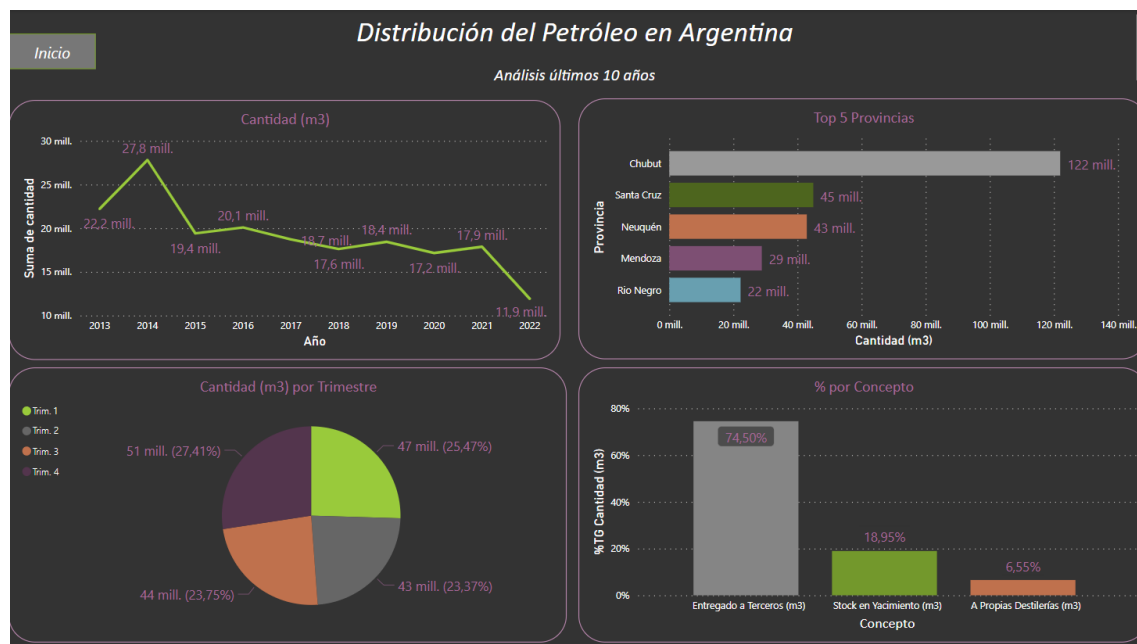 Distribución del Petróleo en Argentina
Inicio
Análisis últimos 10 años
Cantidad (m3)
Suma de cantidad
30 mill.
25 mill.
20 mill.
15 mill.
10 mill.
22,2 mill.
27,8 mill.
19,4 mill.
20,1 mill.
18,7 mill.
17,6 mill.
18,4 mill.
17,2 mill.
17,9 mill.
11,9 mill.
2013 2014 2015 2016 2017 2018 2019 2020 2021 2022
Año
Top 5 Provincias
Provincia
Chubut 122 mill.
Santa Cruz 45 mill.
Neuquén 43 mill.
Mendoza 29 mill.
Rio Negro 22 mill.
0 mill. 20 mill. 40 mill. 60 mill. 80 mill. 100 mill. 120 mill. 140 mill.
Cantidad (m3)
Cantidad (m3) por Trimestre
Trim. 1
Trim. 2
Trim. 3
Trim. 4
51 mill. (27,41%)
47 mill. (25,47%)
44 mill. (23,75%)
43 mill. (23,37%)
% por Concepto
%TG Cantidad (m3)
80%
60%
40%
20%
0%
74,50%
18,95%
6,55%
Entregado a Terceros (m3) Stock en Yacimiento (m3) A Propias Destilerías (m3)
Concepto